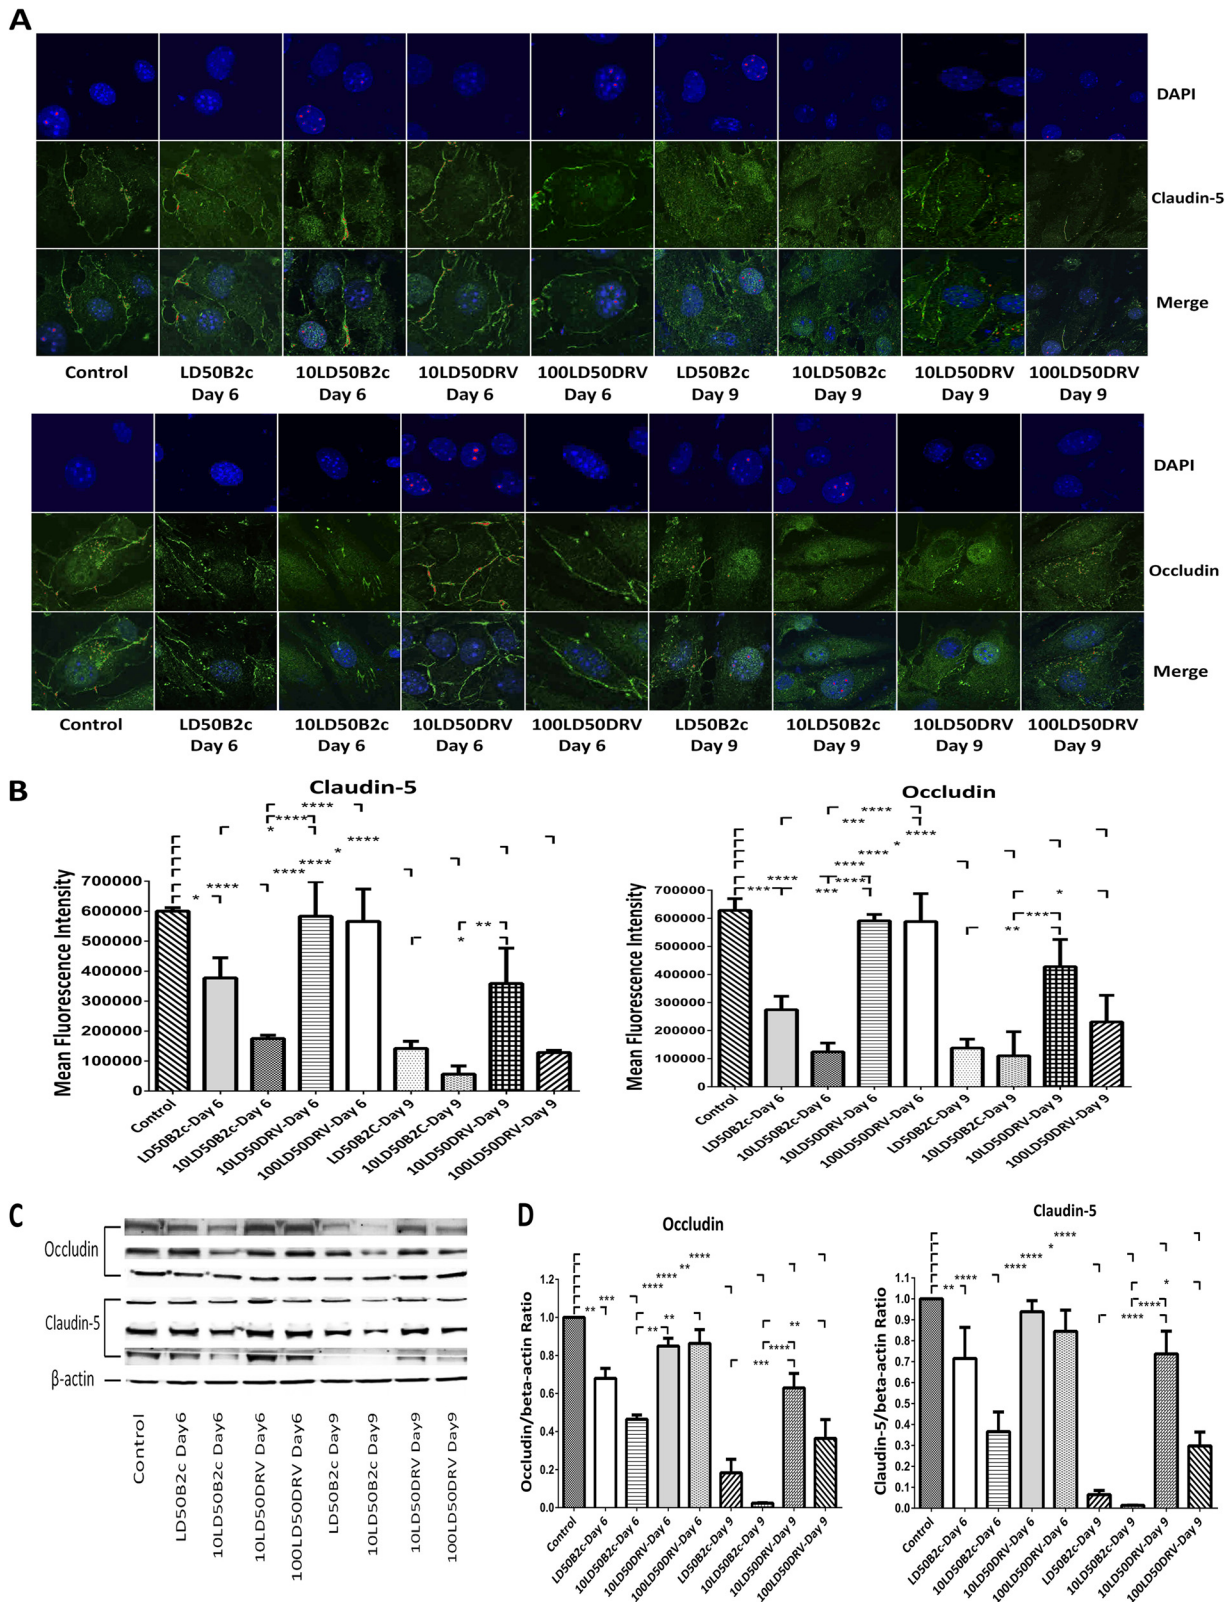 A
DAPI
Claudin-5
Merge
Control LD50B2c 10LD50B2c 10LD50DRV 100LD50DRV LD50B2c 10LD50B2c 10LD50DRV 100LD50DRV
Day 6 Day 6 Day 6 Day 6 Day 9 Day 9 Day 9 Day 9
DAPI
Occludin
Merge
Control LD50B2c 10LD50B2c 10LD50DRV 100LD50DRV LD50B2c 10LD50B2c 10LD50DRV 100LD50DRV
Day 6 Day 6 Day 6 Day 6 Day 9 Day 9 Day 9 Day 9
B
Claudin-5
Mean Fluorescence Intensity
700000
600000
500000
400000
300000
200000
100000
0
Control
LD50B2c-Day 6
10LD50B2c-Day 6
10LD50DRV-Day 6
100LD50DRV-Day 6
LD50B2C-Day 9
10LD50B2C-Day 9
10LD50DRV-Day 9
100LD50DRV-Day 9
Occludin
Mean Fluorescence Intensity
700000
600000
500000
400000
300000
200000
100000
0
Control
LD50B2c-Day 6
10LD50B2c-Day 6
10LD50DRV-Day 6
100LD50DRV-Day 6
LD50B2C-Day 9
10LD50B2C-Day 9
10LD50DRV-Day 9
100LD50DRV-Day 9
C
Occludin
Claudin-5
β-actin
Control
LD50B2c Day6
10LD50B2c Day6
10LD50DRV Day6
100LD50DRV Day6
LD50B2c Day9
10LD50B2c Day9
10LD50DRV Day9
100LD50DRV Day9
D
Occludin
Occludin/beta-actin Ratio
1.2
1.0
0.8
0.6
0.4
0.2
0.0
Control
LD50B2c-Day 6
10LD50B2c-Day 6
10LD50DRV-Day 6
100LD50DRV-Day 6
LD50B2c-Day 9
10LD50B2c-Day 9
10LD50DRV-Day 9
100LD50DRV-Day 9
Claudin-5
Claudin-5/beta-actin Ratio
1.1
1.0
0.9
0.8
0.7
0.6
0.5
0.4
0.3
0.2
0.1
0.0
Control
LD50B2c-Day 6
10LD50B2c-Day 6
10LD50DRV-Day 6
100LD50DRV-Day 6
LD50B2c-Day 9
10LD50B2c-Day 9
10LD50DRV-Day 9
100LD50DRV-Day 9